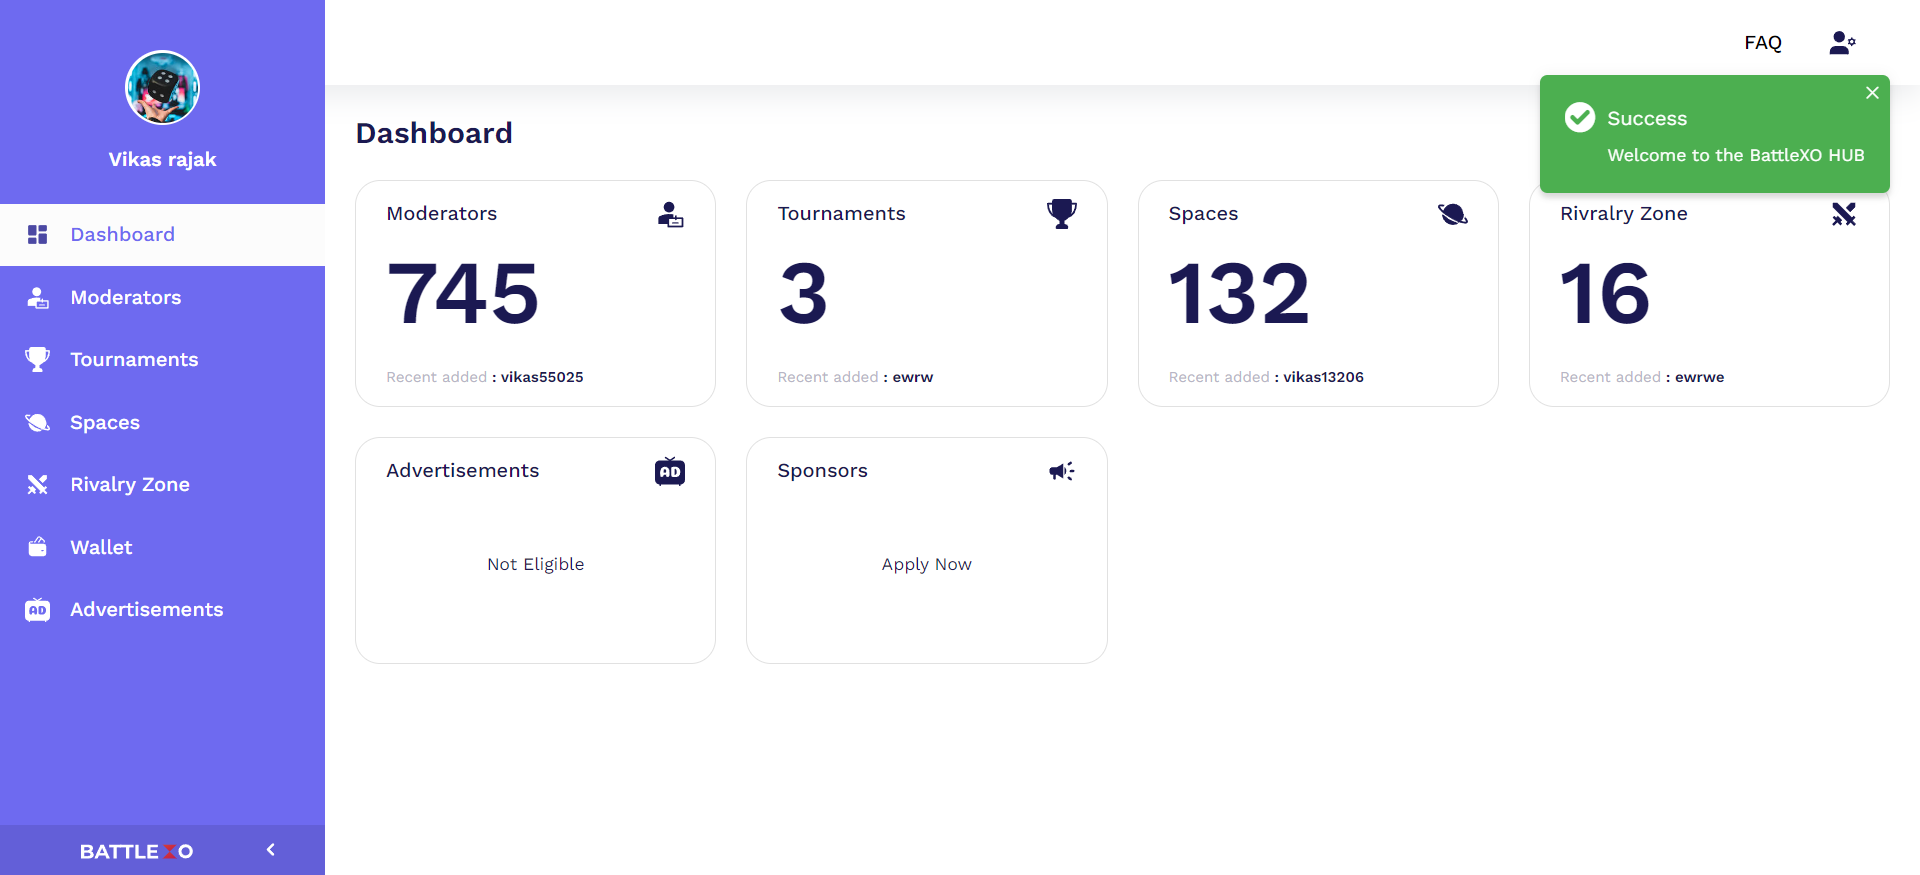 Vikas rajak
Dashboard
Moderators
Tournaments
Spaces
Rivalry Zone
Wallet
AD Advertisements
BATTLEXO
FAQ
Success
Welcome to the BattleXO HUB
Dashboard
Moderators
745
Recent added : vikas55025
Tournaments
3
Recent added : ewrw
Spaces
132
Recent added : vikas13206
Rivralry Zone
16
Recent added : ewrwe
Advertisements
AD
Not Eligible
Sponsors
Apply Now